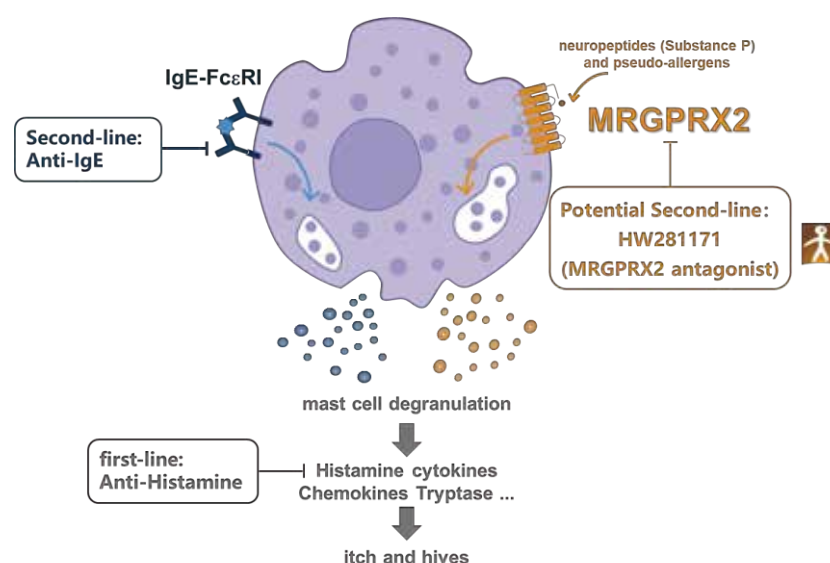 neuropeptides (Substance P)
and pseudo-allergens
IgE-FcεRI
MRGPRX2
Second-line:
Anti-IgE
Potential Second-line:
HW281171
(MRGPRX2 antagonist)
mast cell degranulation
first-line:
Anti-Histamine
Histamine cytokines
Chemokines Tryptase ...
itch and hives